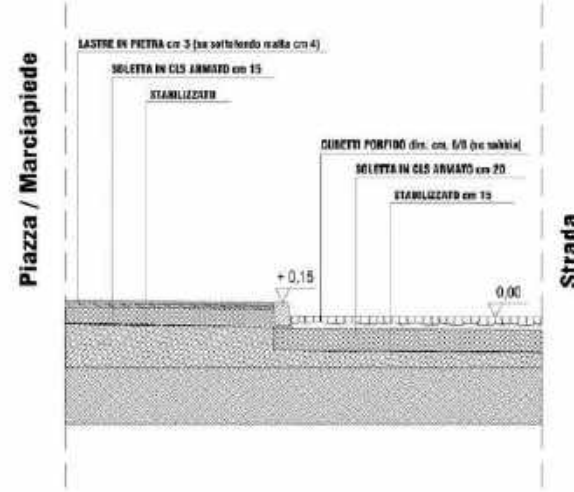 LASTRE IN PIETRA cm 3 (su sottofondo malta cm 4)
SOLETTA IN CLS ARMATO cm 15
STABILIZZATO
CUBETTI PORFIDO dim. cm. 6/8 (su sabbia)
SOLETTA IN CLS ARMATO cm 20
STABILIZZATO cm 15
Piazza / Marciapiede
Strada
+ 0,15
0,00